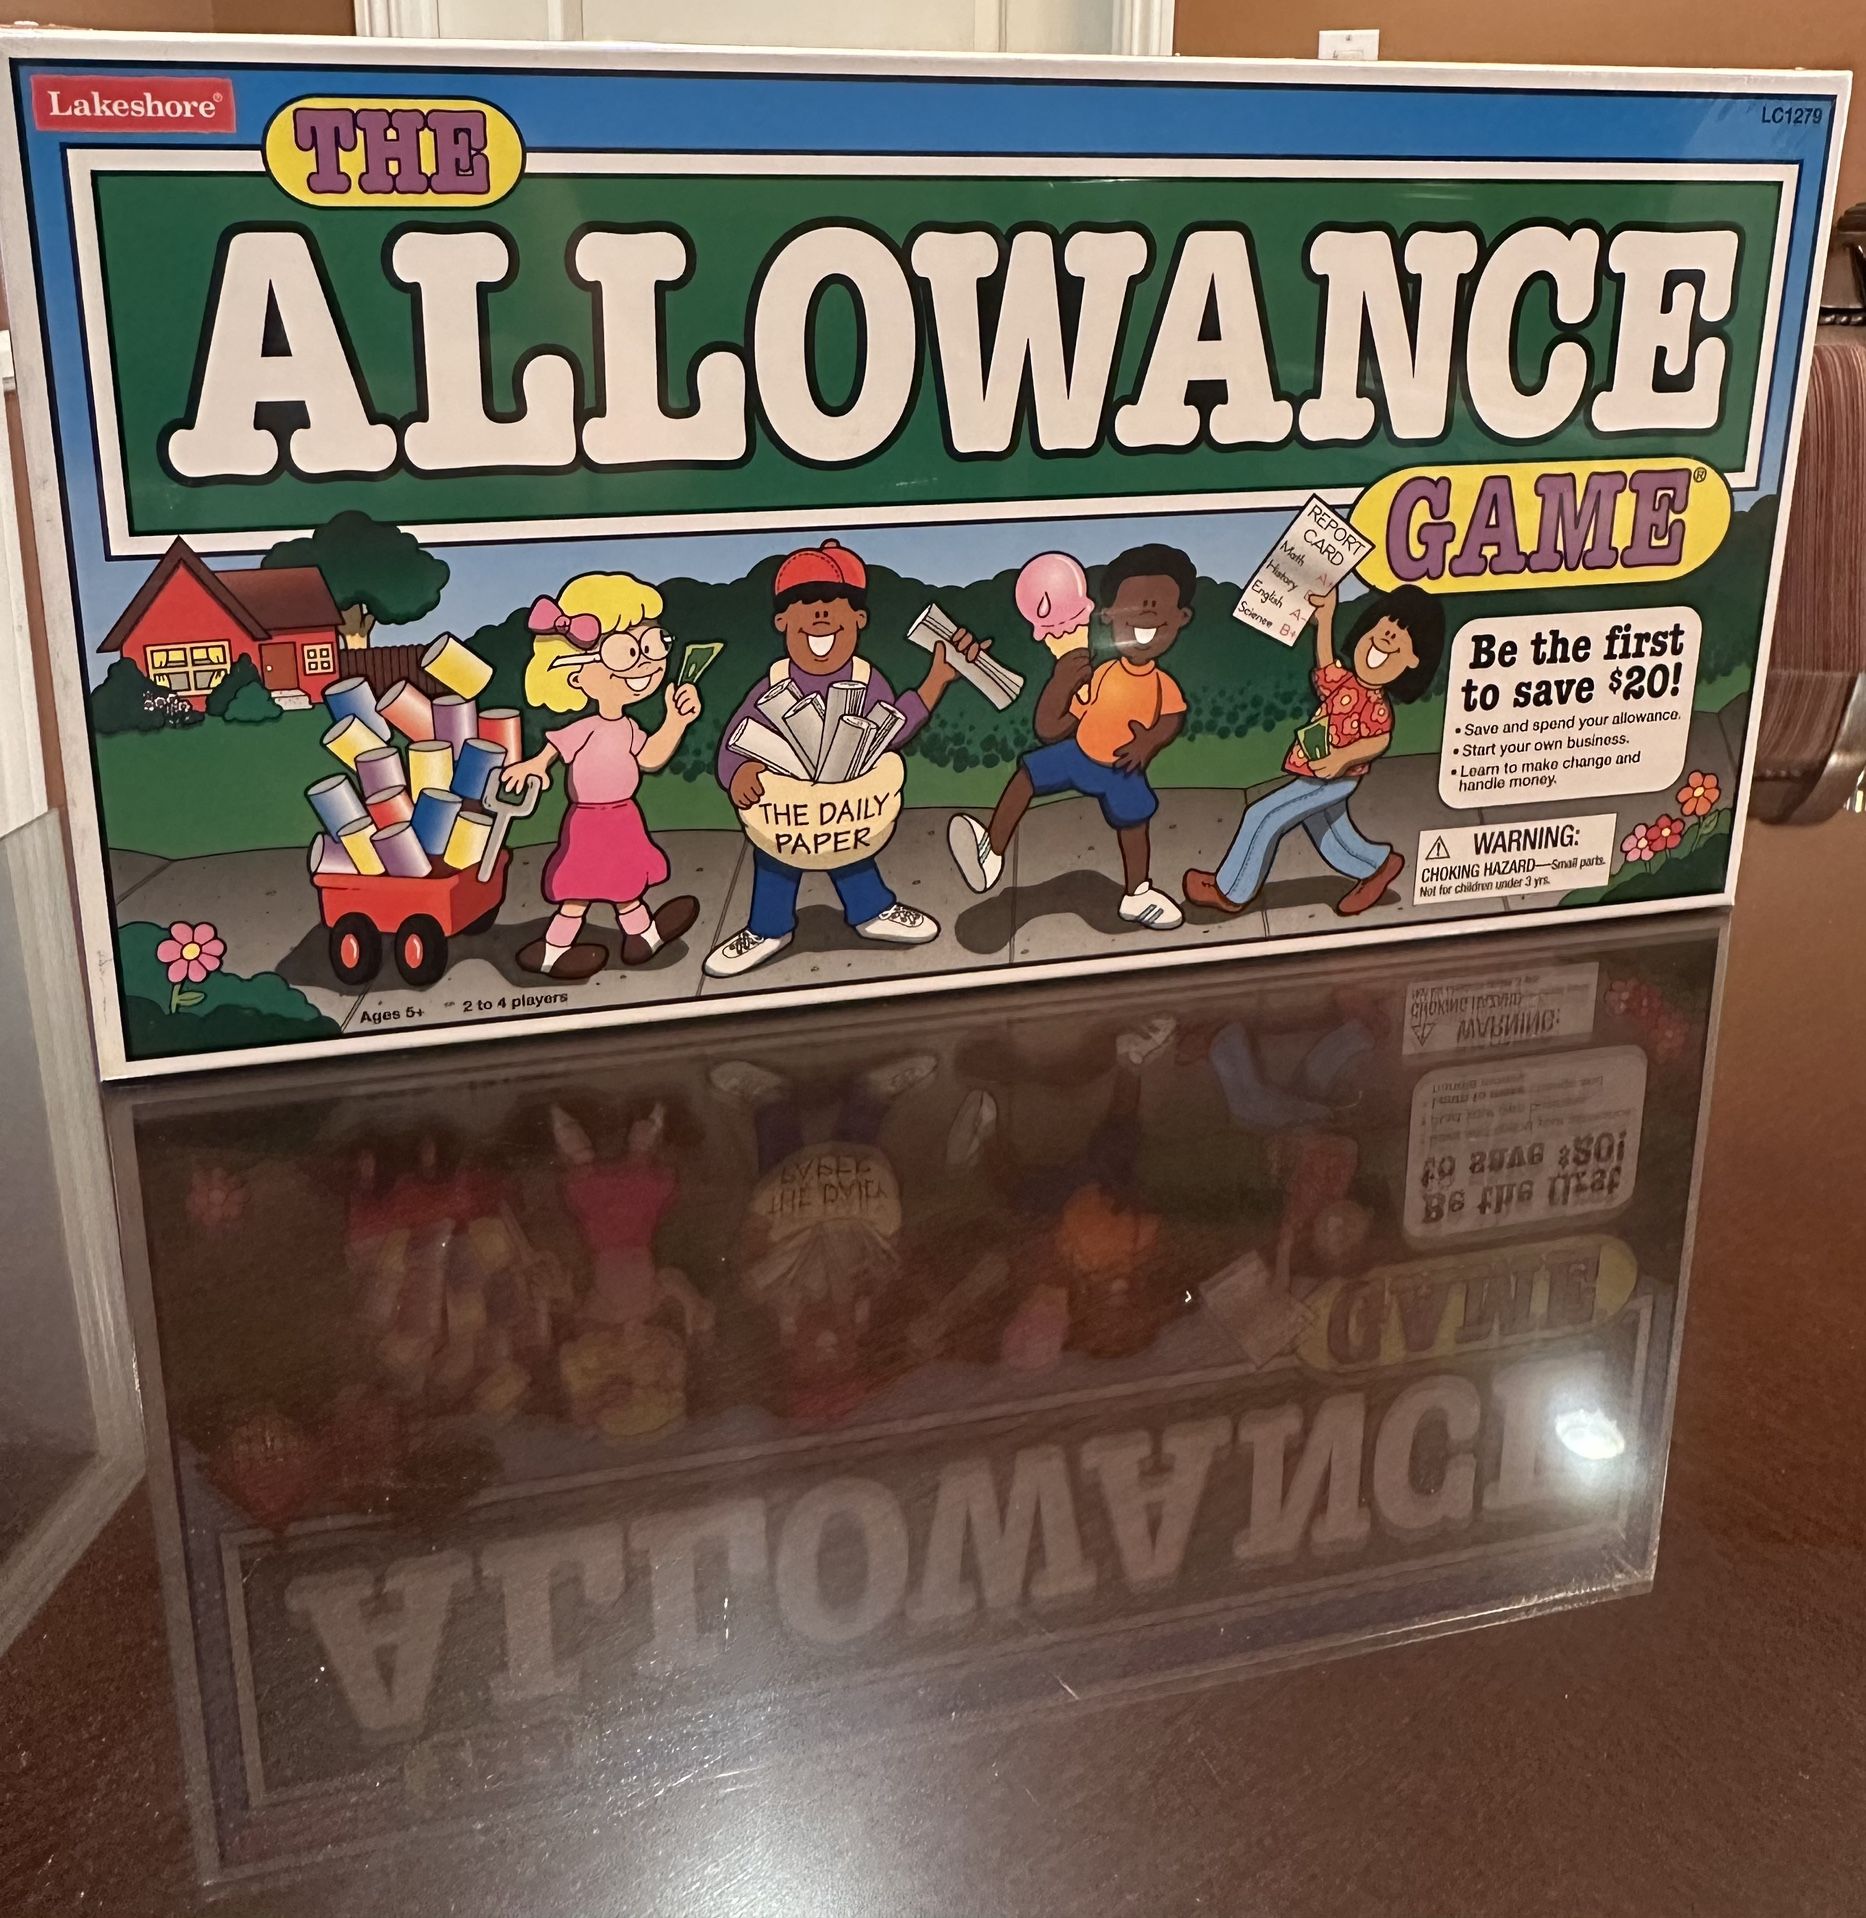 Lakeshore®
LC1279
THE
ALLOWANCE
GAME®
REPORT
CARD
Math A+
History
English A-
Science B+
Be the first
to save $20!
• Save and spend your allowance.
• Start your own business.
• Learn to make change and
handle money.
THE DAILY
PAPER
⚠ WARNING:
CHOKING HAZARD—Small parts.
Not for children under 3 yrs.
Ages 5+ 2 to 4 players